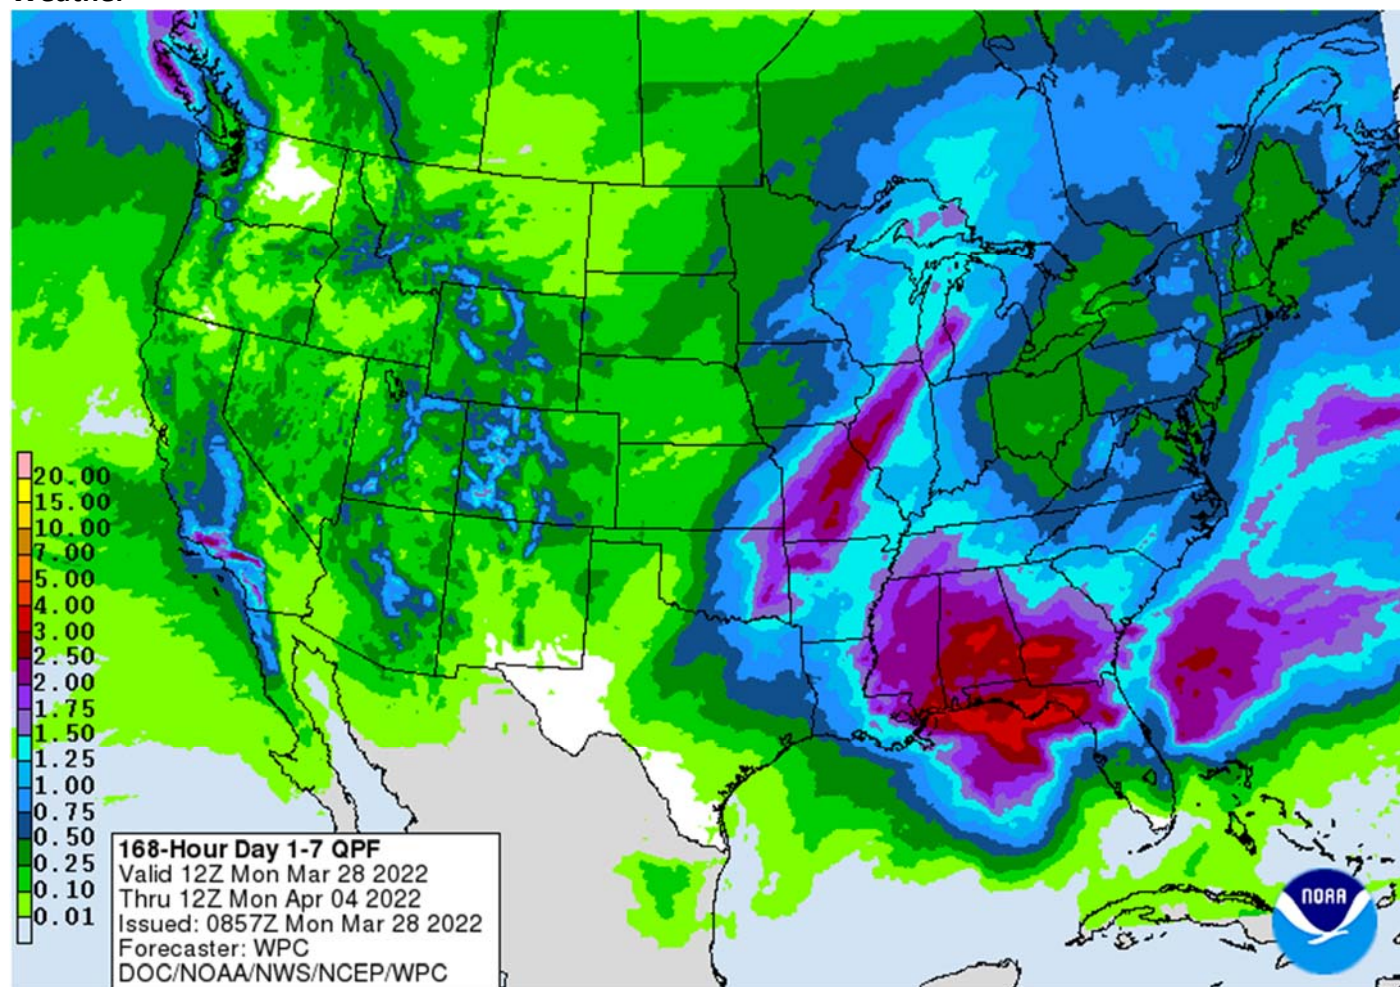 Weather
20.00
15.00
10.00
7.00
5.00
4.00
3.00
2.50
2.00
1.75
1.50
1.25
1.00
0.75
0.50
0.25
0.10
0.01
168-Hour Day 1-7 QPF
Valid 12Z Mon Mar 28 2022
Thru 12Z Mon Apr 04 2022
Issued: 0857Z Mon Mar 28 2022
Forecaster: WPC
DOC/NOAA/NWS/NCEP/WPC
NOAA